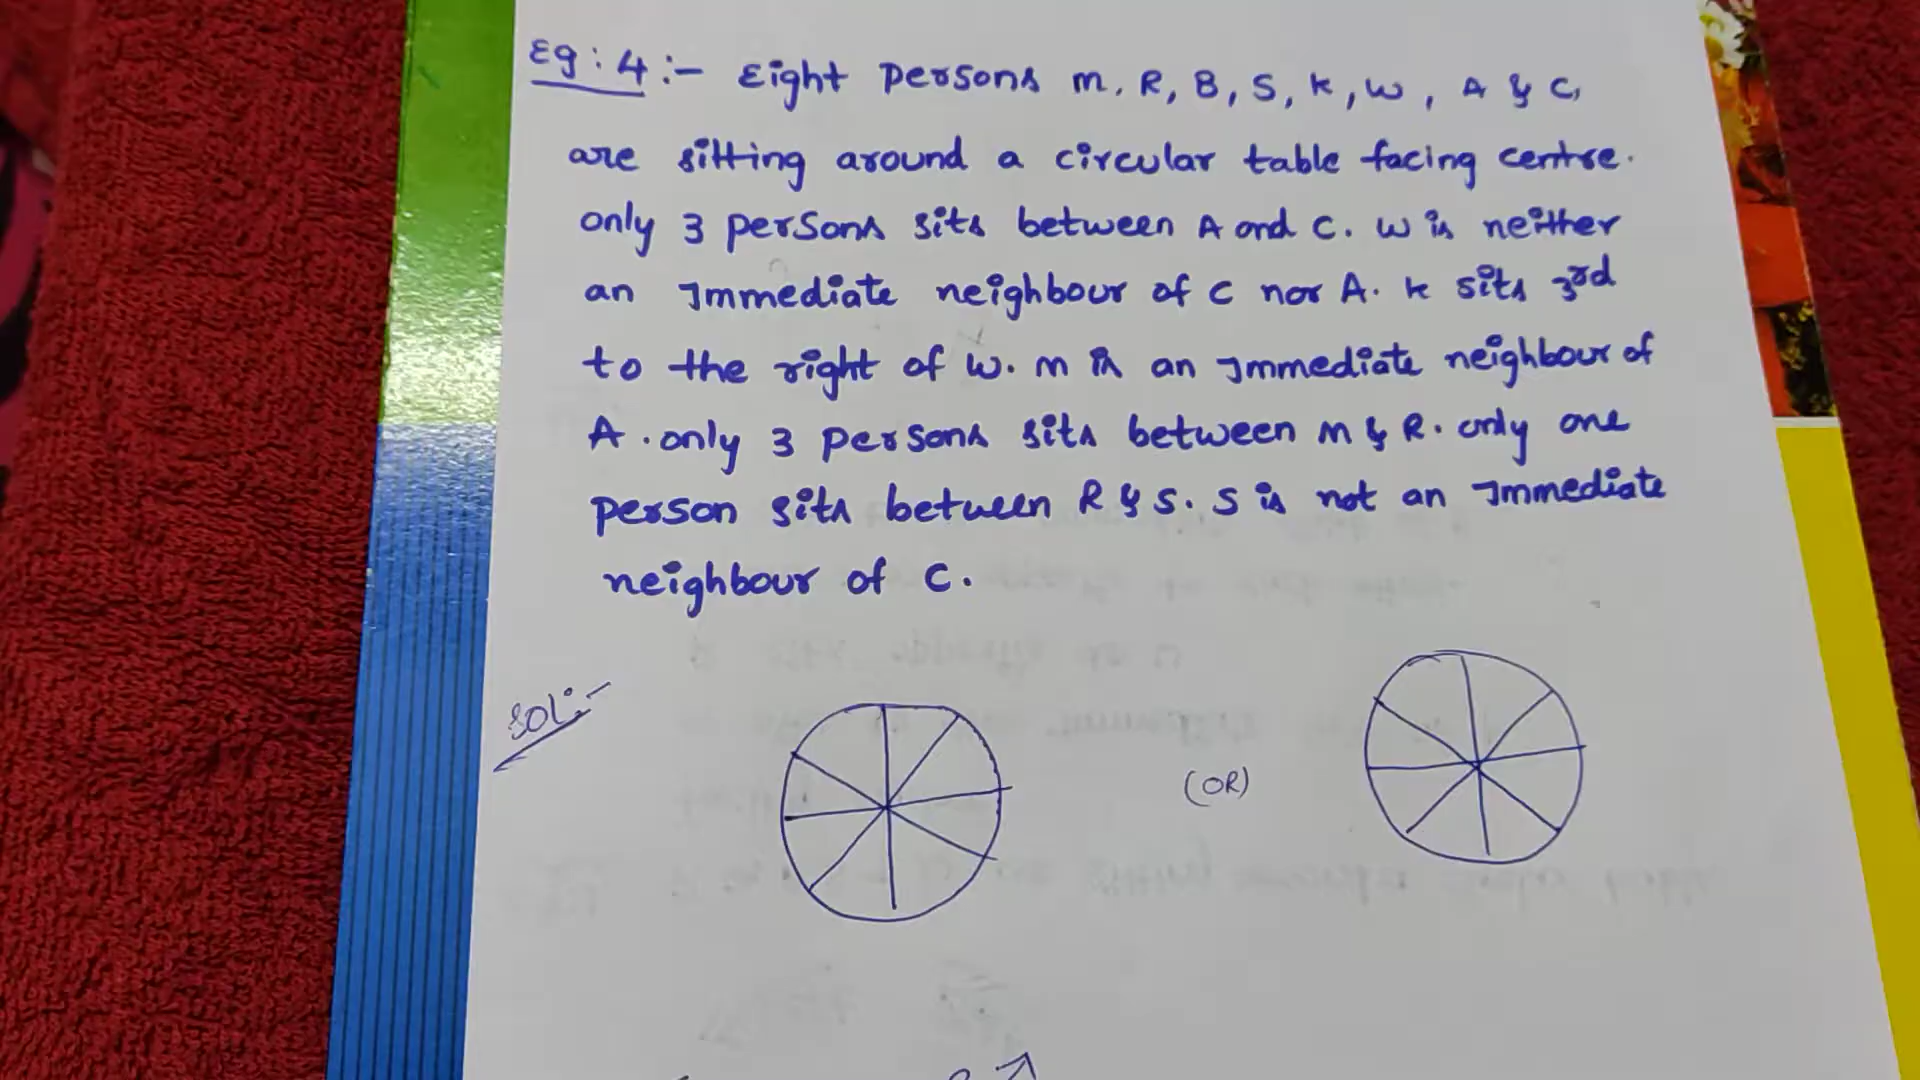 Eg: 4:- Eight persons M, R, B, S, K, W, A & C,
are sitting around a circular table facing centre.
only 3 persons sits between A and C. W is neither
an Immediate neighbour of C nor A. K sits 3rd
to the right of W. M is an Immediate neighbour of
A. only 3 persons sits between M & R. only one
person sits between R & S. S is not an Immediate
neighbour of C.
SOL:-
(OR)